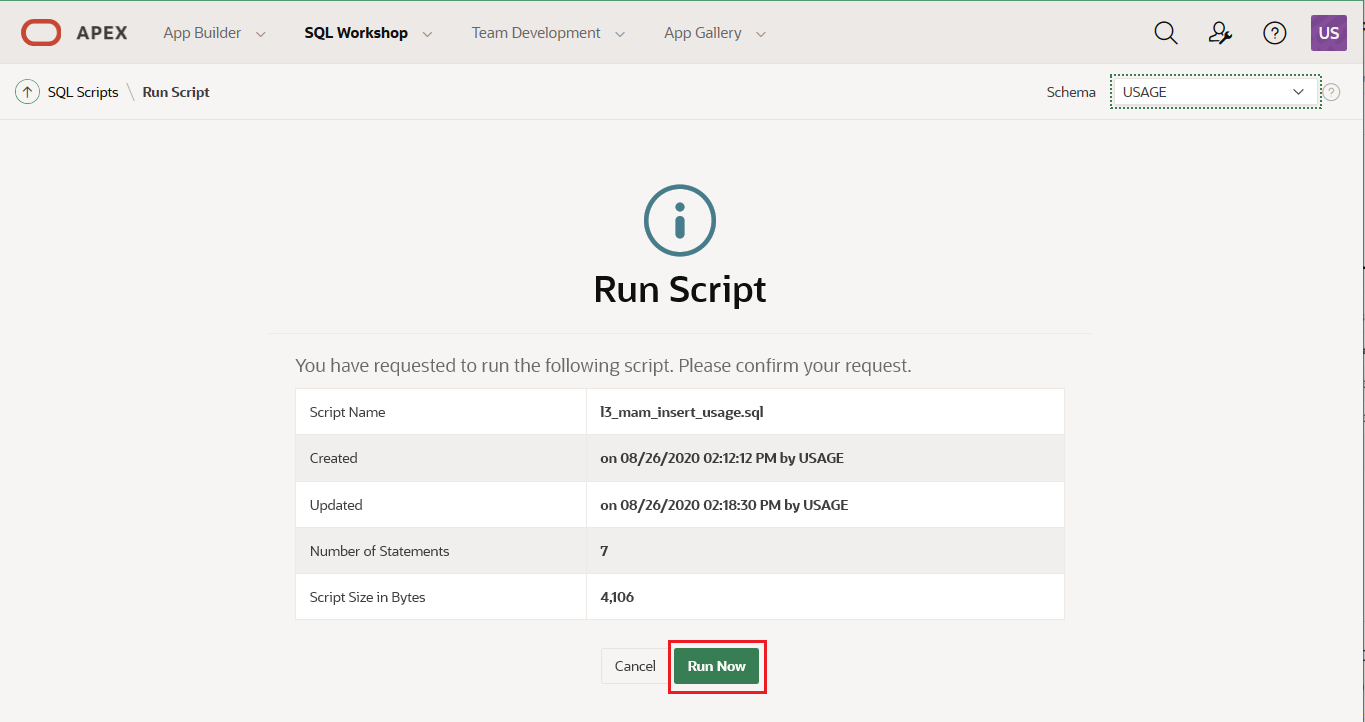 APEX App Builder SQL Workshop Team Development App Gallery ? US
SQL Scripts \ Run Script Schema USAGE ?
Run Script
You have requested to run the following script. Please confirm your request.
Script Name l3_mam_insert_usage.sql
Created on 08/26/2020 02:12:12 PM by USAGE
Updated on 08/26/2020 02:18:30 PM by USAGE
Number of Statements 7
Script Size in Bytes 4,106
Cancel Run Now